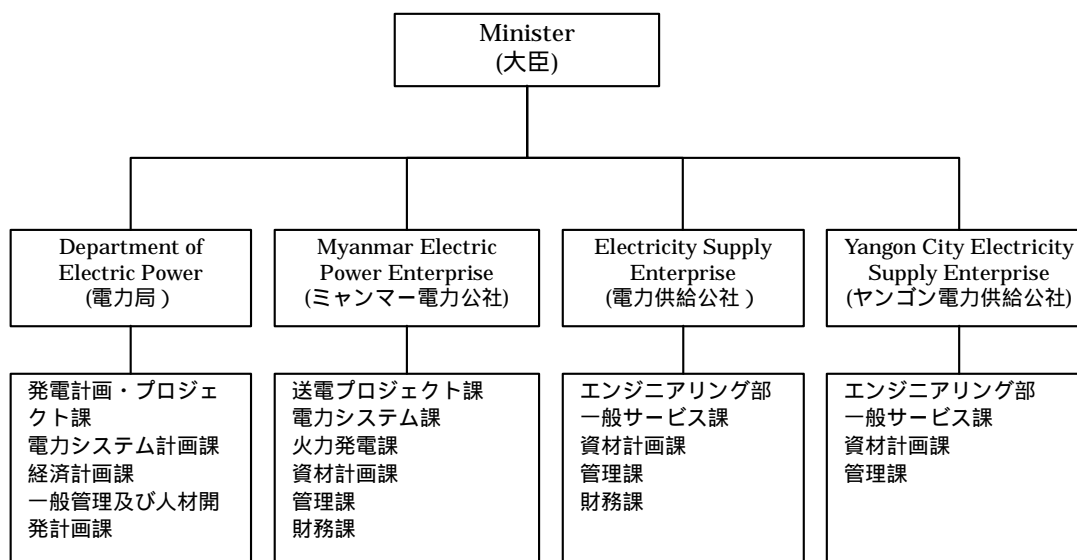 Minister
(大臣)
Department of
Electric Power
(電力局)
Myanmar Electric
Power Enterprise
(ミャンマー電力公社)
Electricity Supply
Enterprise
(電力供給公社)
Yangon City Electricity
Supply Enterprise
(ヤンゴン電力供給公社)
発電計画・プロジェ
クト課
電力システム計画課
経済計画課
一般管理及び人材開
発計画課
送電プロジェクト課
電力システム課
火力発電課
資材計画課
管理課
財務課
エンジニアリング部
一般サービス課
資材計画課
管理課
財務課
エンジニアリング部
一般サービス課
資材計画課
管理課